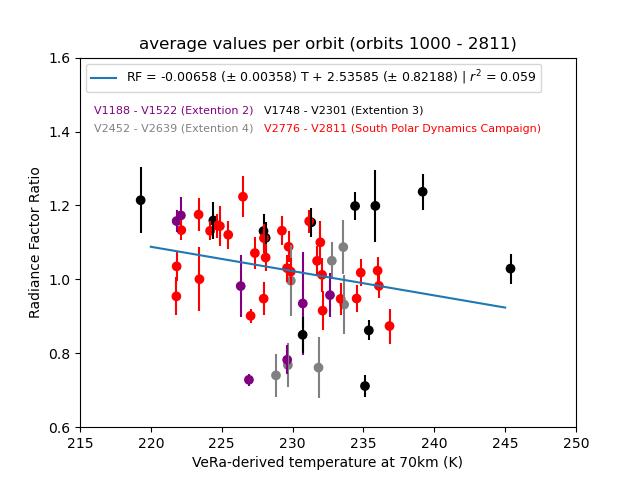 average values per orbit (orbits 1000 - 2811)
RF = -0.00658 (± 0.00358) T + 2.53585 (± 0.82188) | r² = 0.059
V1188 - V1522 (Extention 2) V1748 - V2301 (Extention 3)
V2452 - V2639 (Extention 4) V2776 - V2811 (South Polar Dynamics Campaign)
Radiance Factor Ratio
1.6
1.4
1.2
1.0
0.8
0.6
215 220 225 230 235 240 245 250
VeRa-derived temperature at 70km (K)